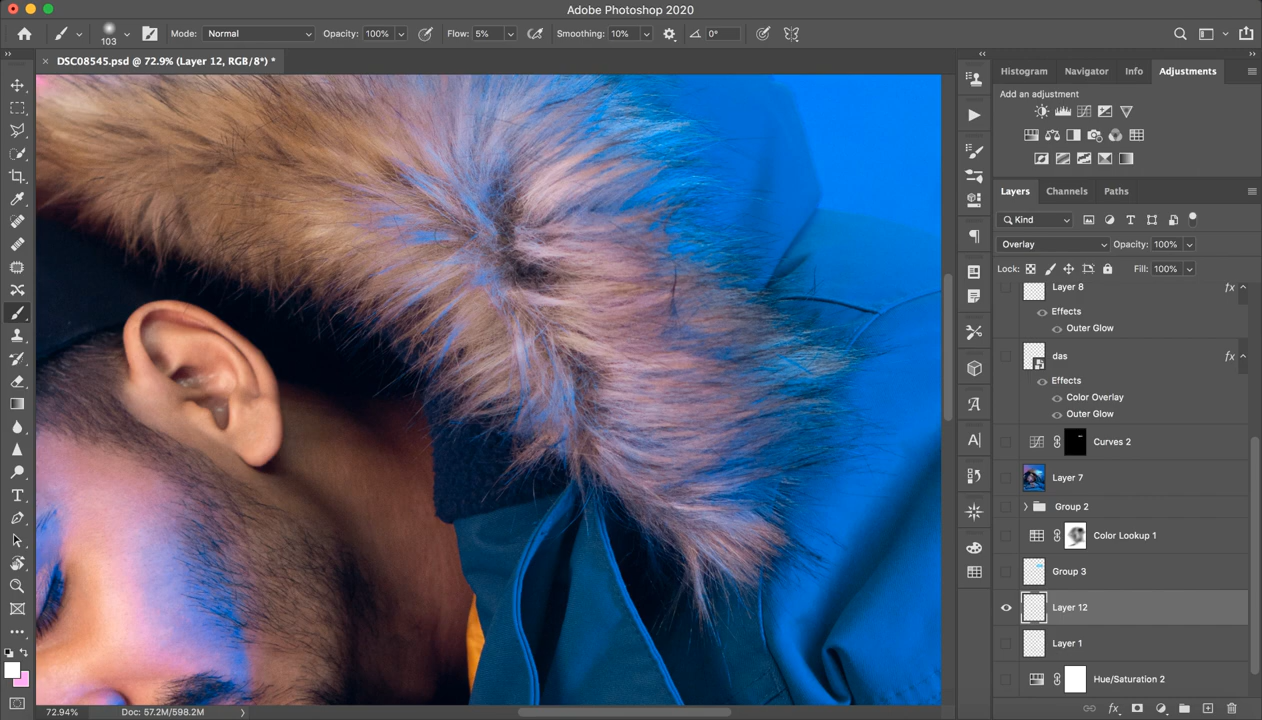 Adobe Photoshop 2020
103
Mode: Normal
Opacity: 100%
Flow: 5%
Smoothing: 10%
0°
DSC08545.psd @ 72.9% (Layer 12, RGB/8*) *
Histogram
Navigator
Info
Adjustments
Add an adjustment
Layers
Channels
Paths
Kind
Overlay
Opacity: 100%
Lock:
Fill: 100%
Layer 8
fx
Effects
Outer Glow
das
fx
Effects
Color Overlay
Outer Glow
Curves 2
Layer 7
Group 2
Color Lookup 1
Group 3
Layer 12
Layer 1
Hue/Saturation 2
fx
72.94%
Doc: 57.2M/598.2M